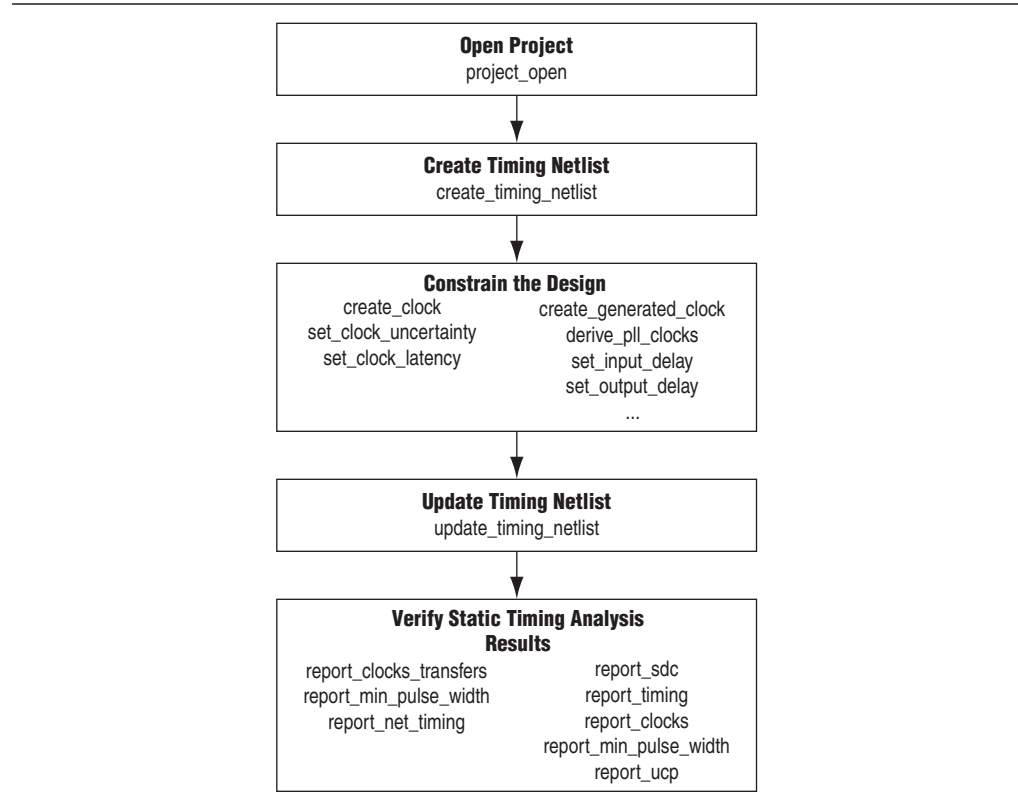 Open Project
project_open
Create Timing Netlist
create_timing_netlist
Constrain the Design
create_clock
set_clock_uncertainty
set_clock_latency
create_generated_clock
derive_pll_clocks
set_input_delay
set_output_delay
...
Update Timing Netlist
update_timing_netlist
Verify Static Timing Analysis
Results
report_clocks_transfers
report_min_pulse_width
report_net_timing
report_sdc
report_timing
report_clocks
report_min_pulse_width
report_ucp